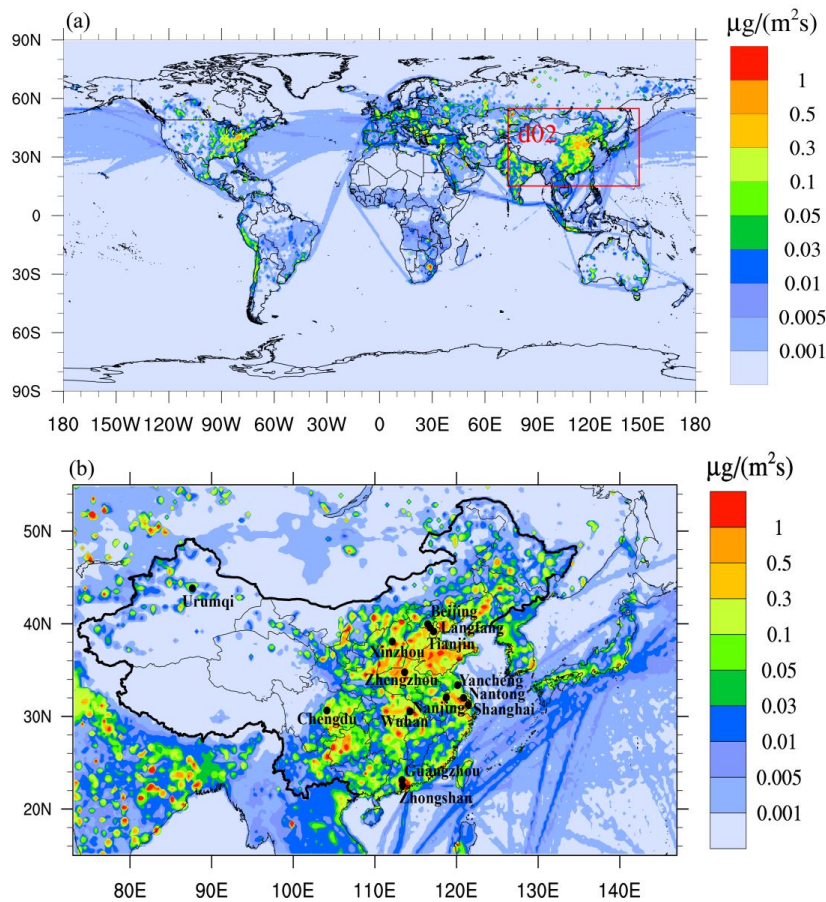 (a)
μg/(m²s)
90N
60N
30N
0
30S
60S
90S
d02
180 150W 120W 90W 60W 30W 0 30E 60E 90E 120E 150E 180
1
0.5
0.3
0.1
0.05
0.03
0.01
0.005
0.001
(b)
μg/(m²s)
50N
40N
30N
20N
Urumqi
Beijing
Langfang
Tianjin
Xinzhou
Zhengzhou
Yancheng
Nantong
Nanjing
Shanghai
Chengdu
Wuhan
Guangzhou
Zhongshan
80E 90E 100E 110E 120E 130E 140E
1
0.5
0.3
0.1
0.05
0.03
0.01
0.005
0.001